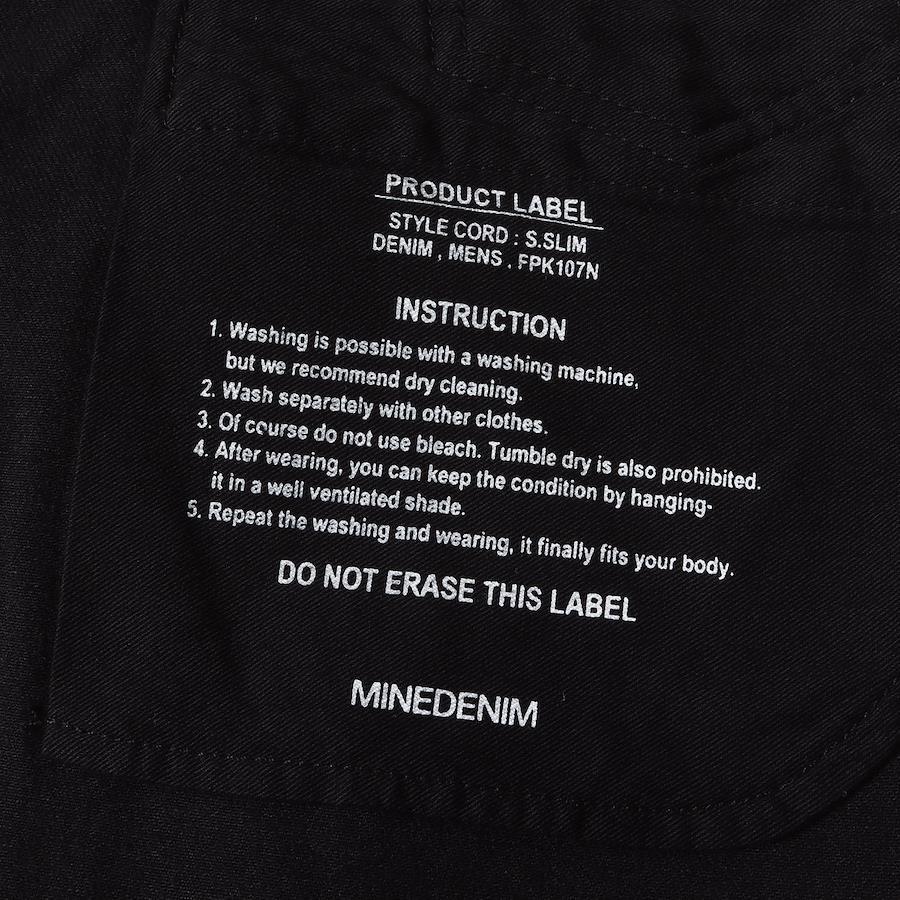 PRODUCT LABEL
STYLE CORD : S.SLIM
DENIM , MENS , FPK107N
INSTRUCTION
1. Washing is possible with a washing machine,
but we recommend dry cleaning.
2. Wash separately with other clothes.
3. Of course do not use bleach. Tumble dry is also prohibited.
4. After wearing, you can keep the condition by hanging-
it in a well ventilated shade.
5. Repeat the washing and wearing, it finally fits your body.
DO NOT ERASE THIS LABEL
MINEDENIM